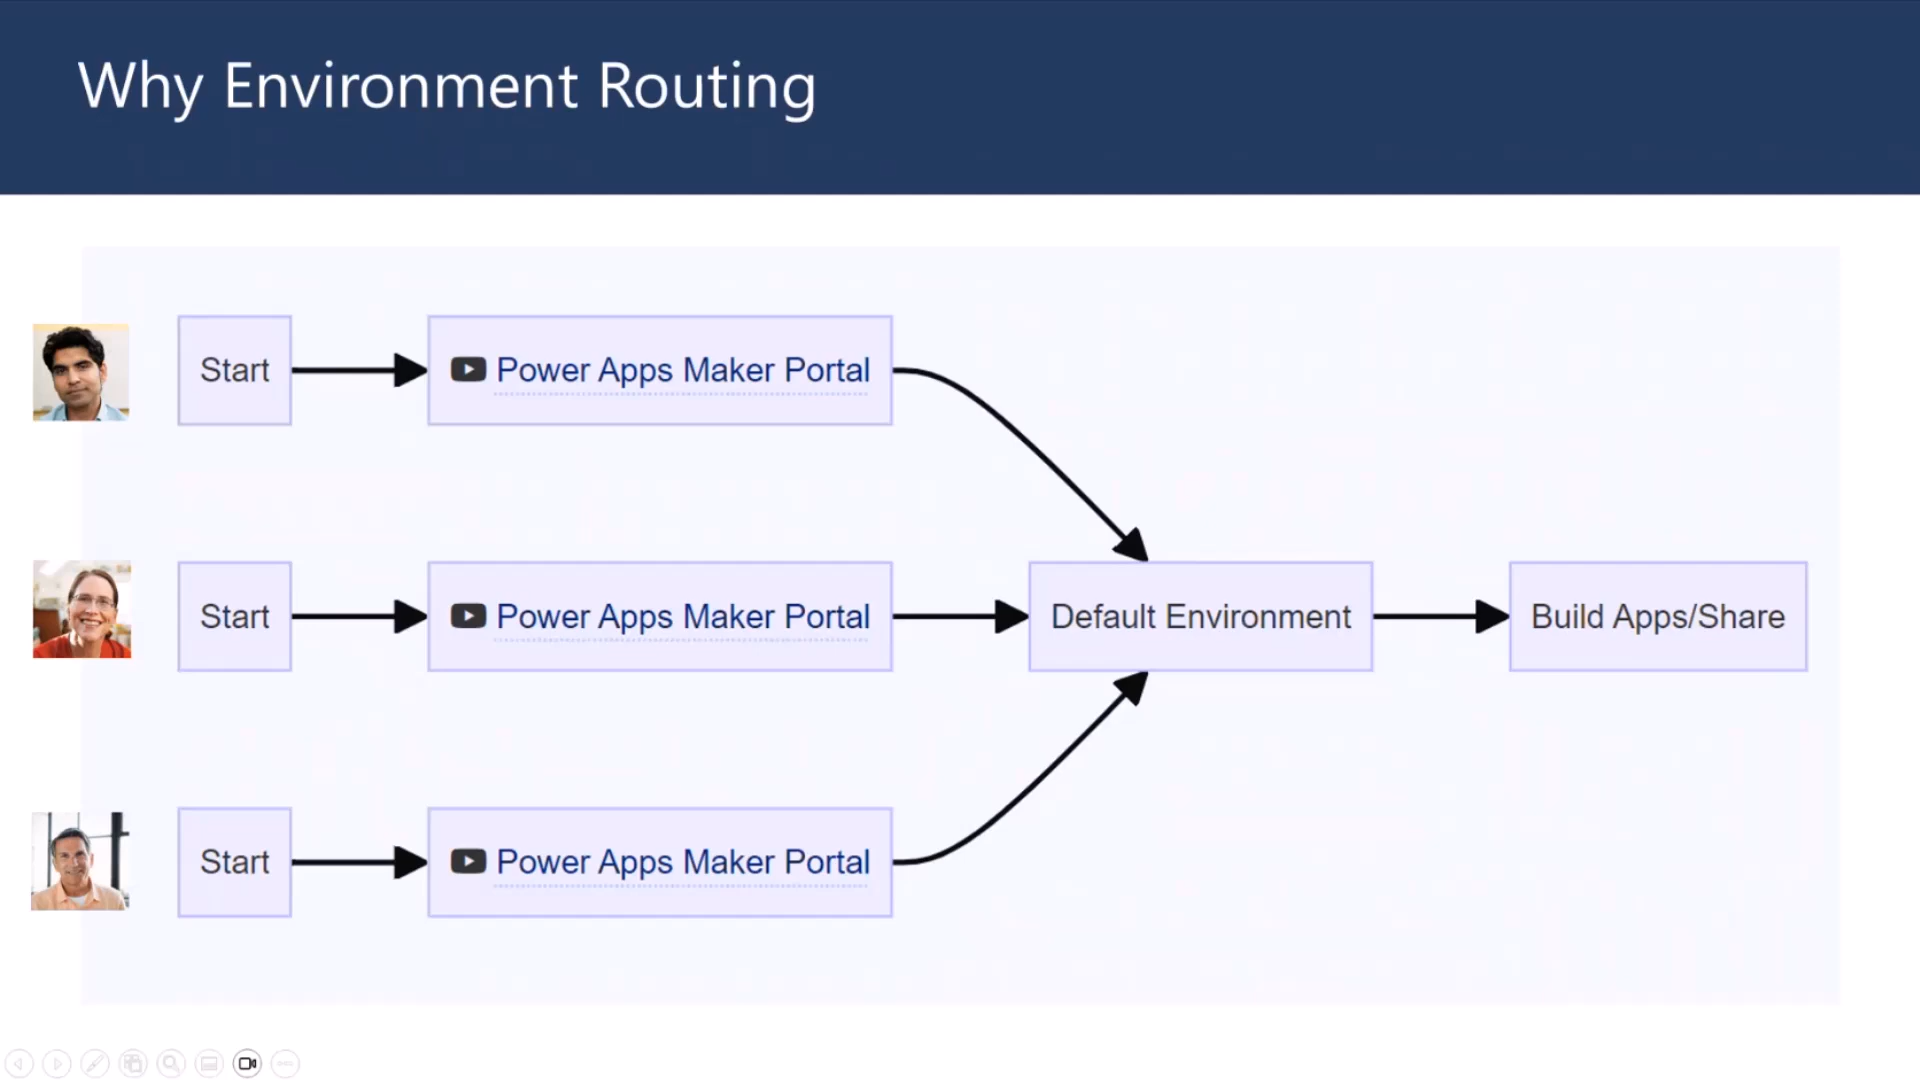 Why Environment Routing
Start
Power Apps Maker Portal
Start
Power Apps Maker Portal
Default Environment
Build Apps/Share
Start
Power Apps Maker Portal